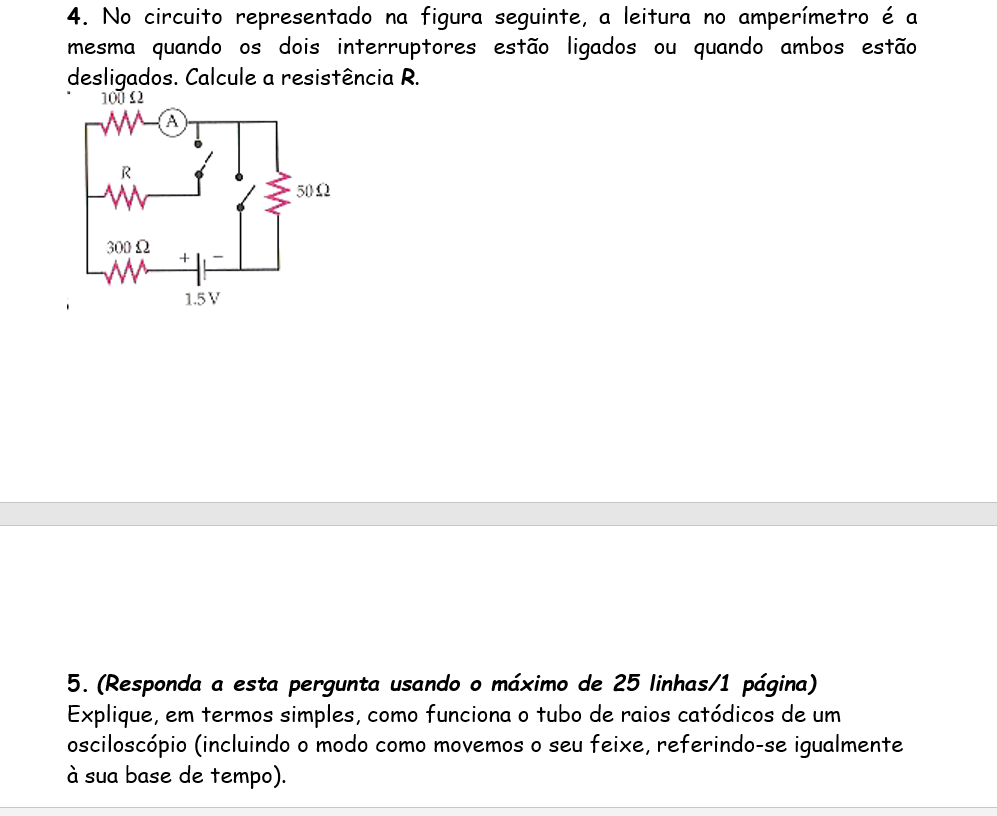 4. No circuito representado na figura seguinte, a leitura no amperímetro é a
mesma quando os dois interruptores estão ligados ou quando ambos estão
desligados. Calcule a resistência R.
100 Ω
A
R
50 Ω
300 Ω
+ −
1.5 V
5. (Responda a esta pergunta usando o máximo de 25 linhas/1 página)
Explique, em termos simples, como funciona o tubo de raios catódicos de um
osciloscópio (incluindo o modo como movemos o seu feixe, referindo-se igualmente
à sua base de tempo).